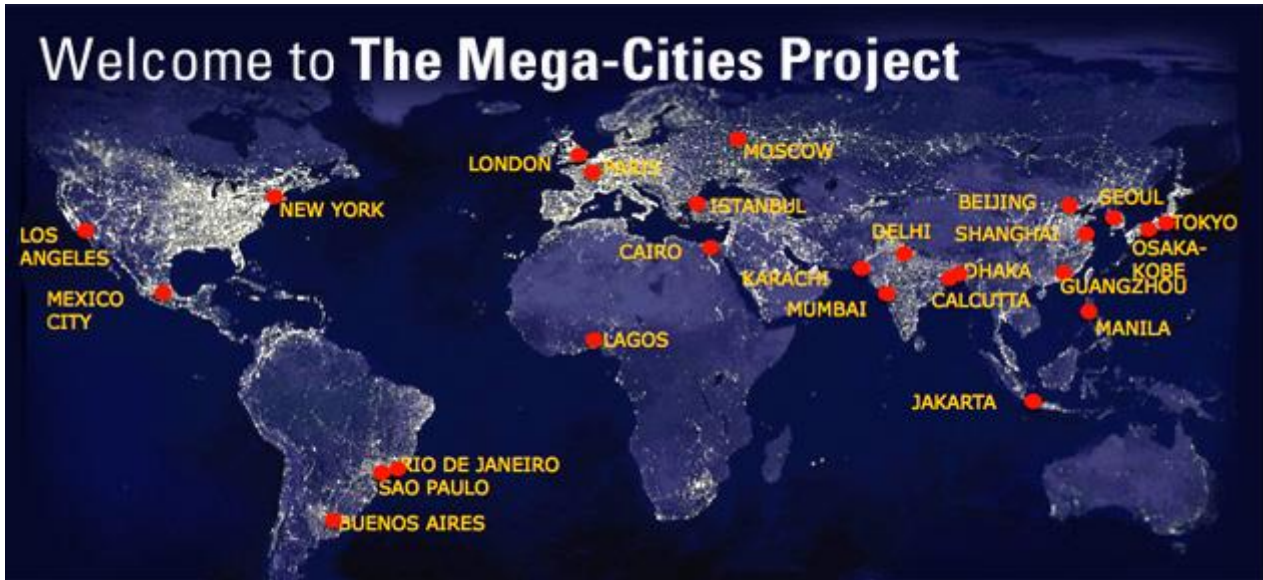 Welcome to The Mega-Cities Project
LONDON
PARIS
MOSCOW
NEW YORK
ISTANBUL
BEIJING
SEOUL
LOS
ANGELES
CAIRO
DELHI
SHANGHAI
TOKYO
OSAKA-
KOBE
KARACHI
DHAKA
GUANGZHOU
MEXICO
CITY
MUMBAI
CALCUTTA
MANILA
LAGOS
JAKARTA
RIO DE JANEIRO
SAO PAULO
BUENOS AIRES